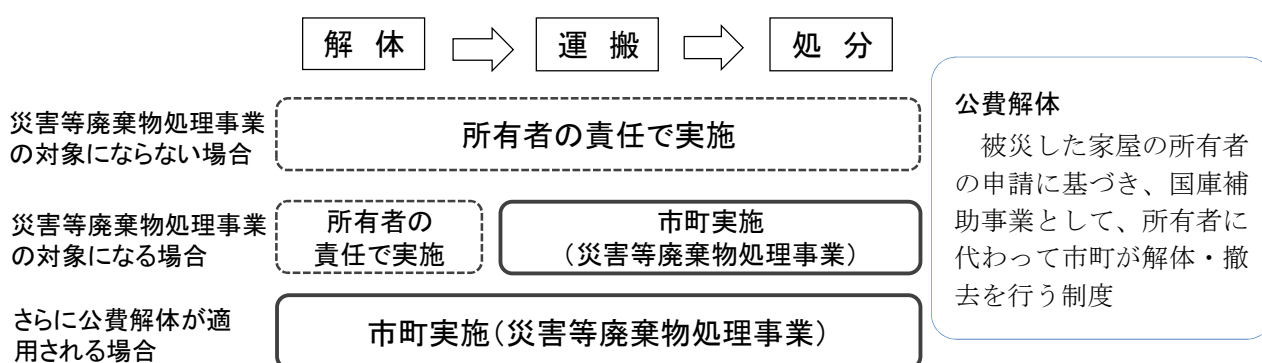 解 体
運 搬
処 分
災害等廃棄物処理事業
の対象にならない場合
所有者の責任で実施
災害等廃棄物処理事業
の対象になる場合
所有者の
責任で実施
市町実施
(災害等廃棄物処理事業)
さらに公費解体が適
用される場合
市町実施(災害等廃棄物処理事業)
公費解体
被災した家屋の所有者
の申請に基づき、国庫補
助事業として、所有者に
代わって市町が解体・撤
去を行う制度